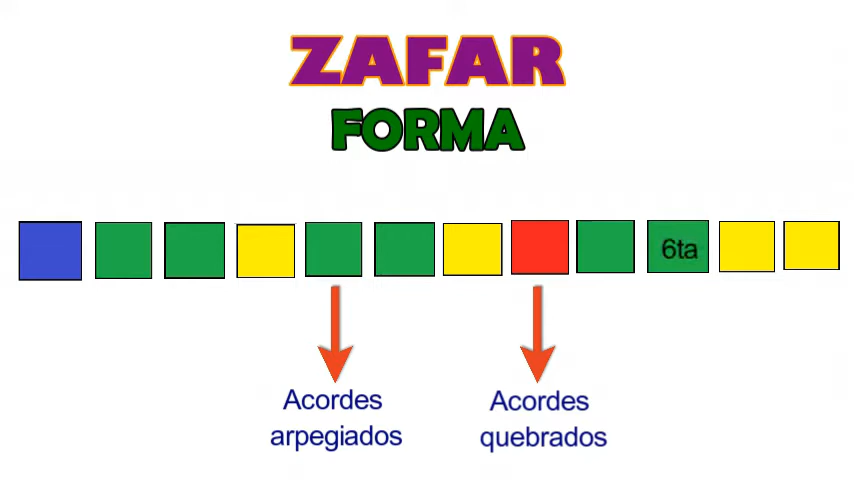 ZAFAR
FORMA
6ta
Acordes
arpegiados
Acordes
quebrados